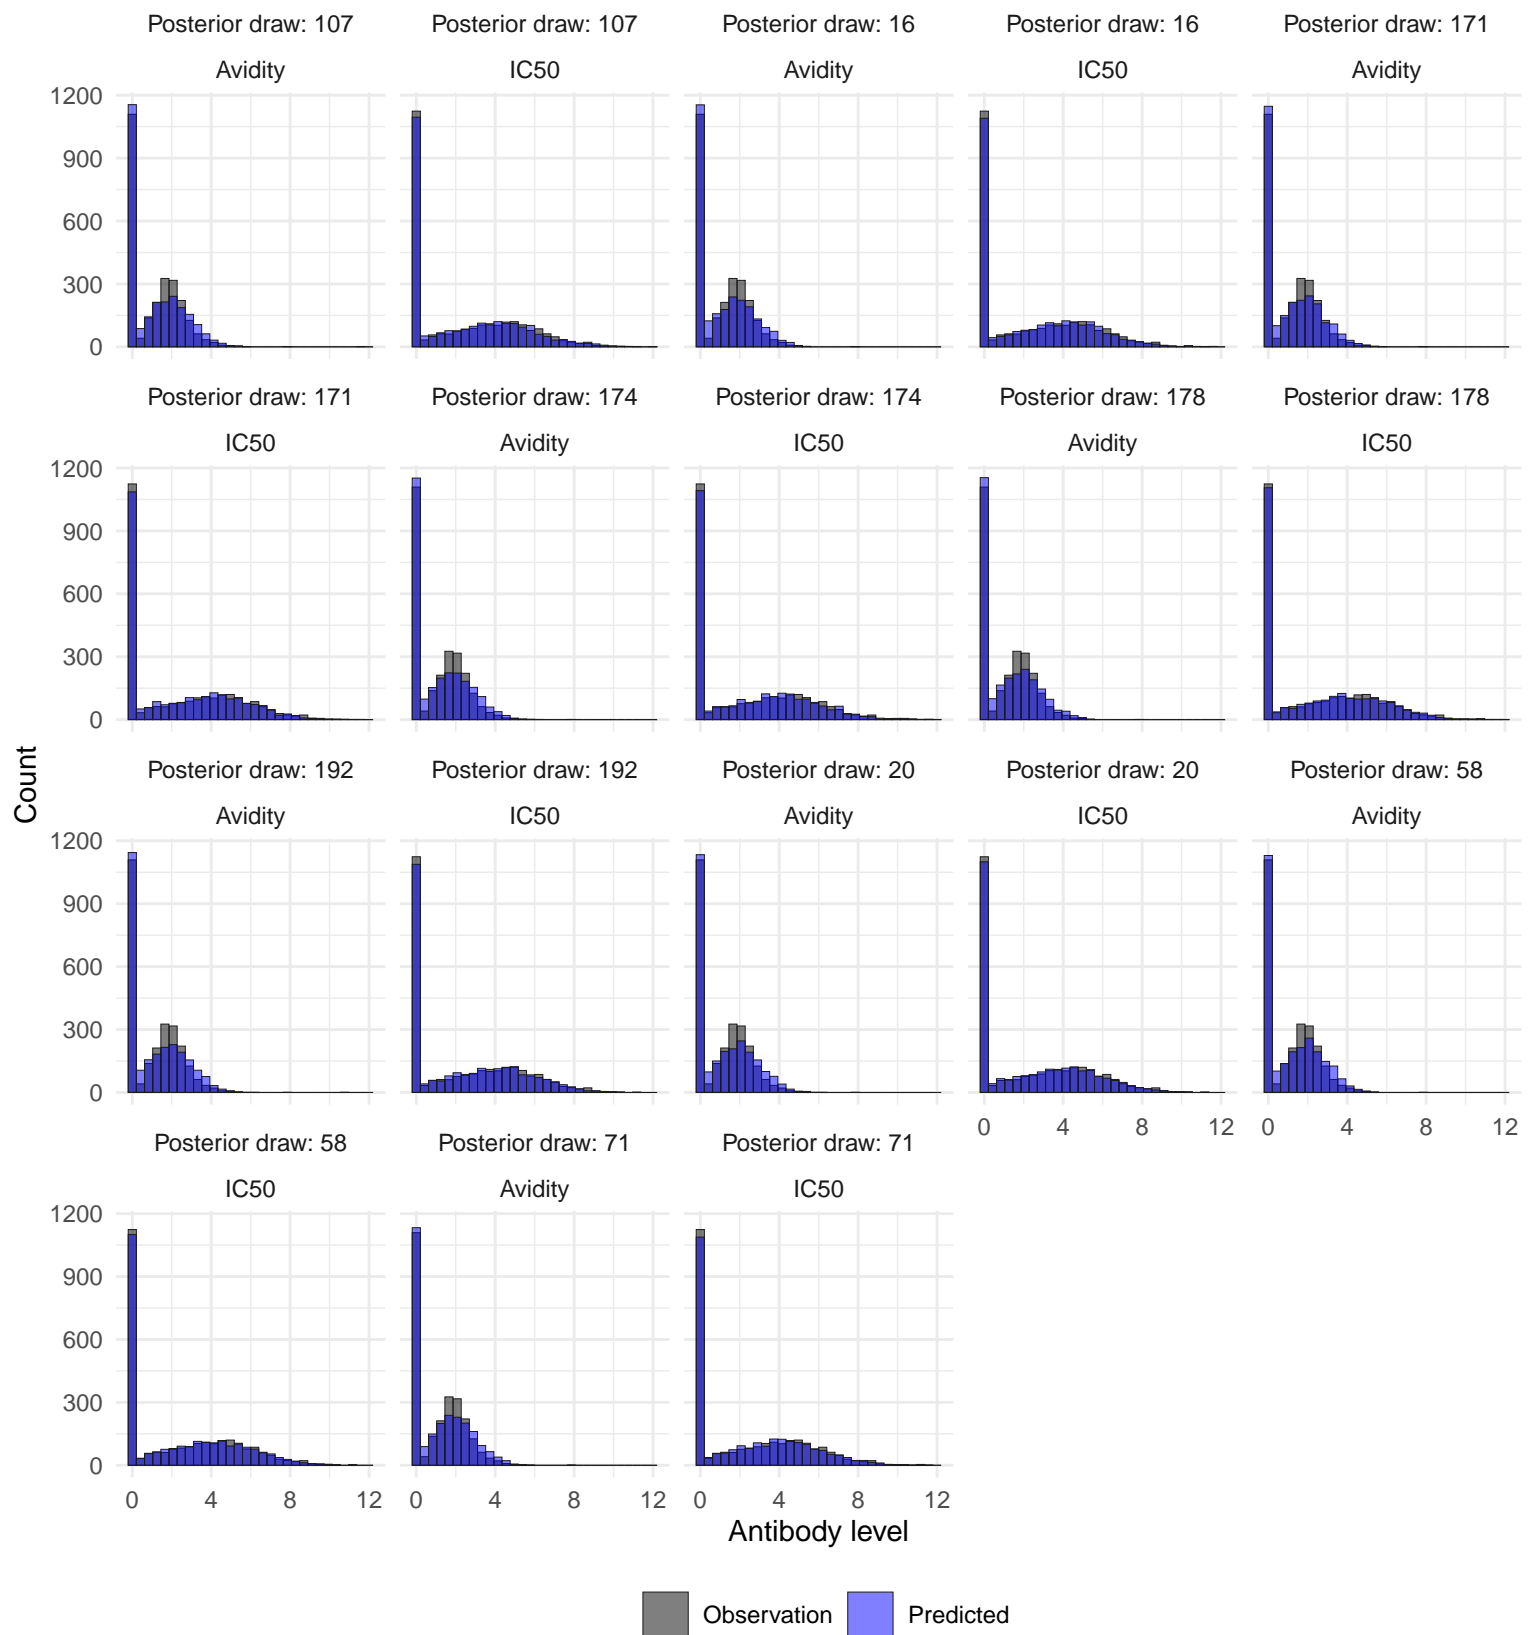 Posterior draw: 107 Posterior draw: 107 Posterior draw: 16 Posterior draw: 16 Posterior draw: 171
Avidity IC50 Avidity IC50 Avidity
1200
900
600
300
0
Posterior draw: 171 Posterior draw: 174 Posterior draw: 174 Posterior draw: 178 Posterior draw: 178
IC50 Avidity IC50 Avidity IC50
1200
900
600
300
0
Count
Posterior draw: 192 Posterior draw: 192 Posterior draw: 20 Posterior draw: 20 Posterior draw: 58
Avidity IC50 Avidity IC50 Avidity
1200
900
600
300
0
0 4 8 12 0 4 8 12
Posterior draw: 58 Posterior draw: 71 Posterior draw: 71
IC50 Avidity IC50
1200
900
600
300
0
0 4 8 12 0 4 8 12 0 4 8 12
Antibody level
Observation Predicted